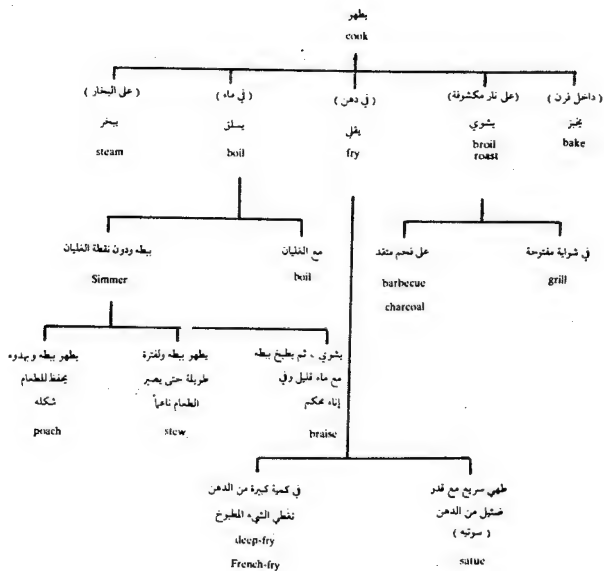 يطهو
cook
( داخل فرن )
يخبز
bake
(على نار مكشوفة)
يشوي
broil
roast
( في دهن )
يقلي
fry
( في ماء )
يسلق
boil
( على البخار )
يبخر
steam
في شواية مفتوحة
grill
على فحم متقد
barbecue
charcoal
مع الغليان
boil
ببطء ودون نقطة الغليان
Simmer
يشوي ، ثم يطبخ ببطء
مع ماء قليل وفي
إناء محكم
braise
يطهو ببطء ولفترة
طويلة حتى يصير
الطعام ناعماً
stew
يطهو ببطء وبهدوء
يحفظ للطعام
شكله
poach
طهي سريع مع قدر
ضئيل من الدهن
( سوتيه )
satue
في كمية كبيرة من الدهن
تغطي الشيء المطبوخ
deep-fry
French-fry